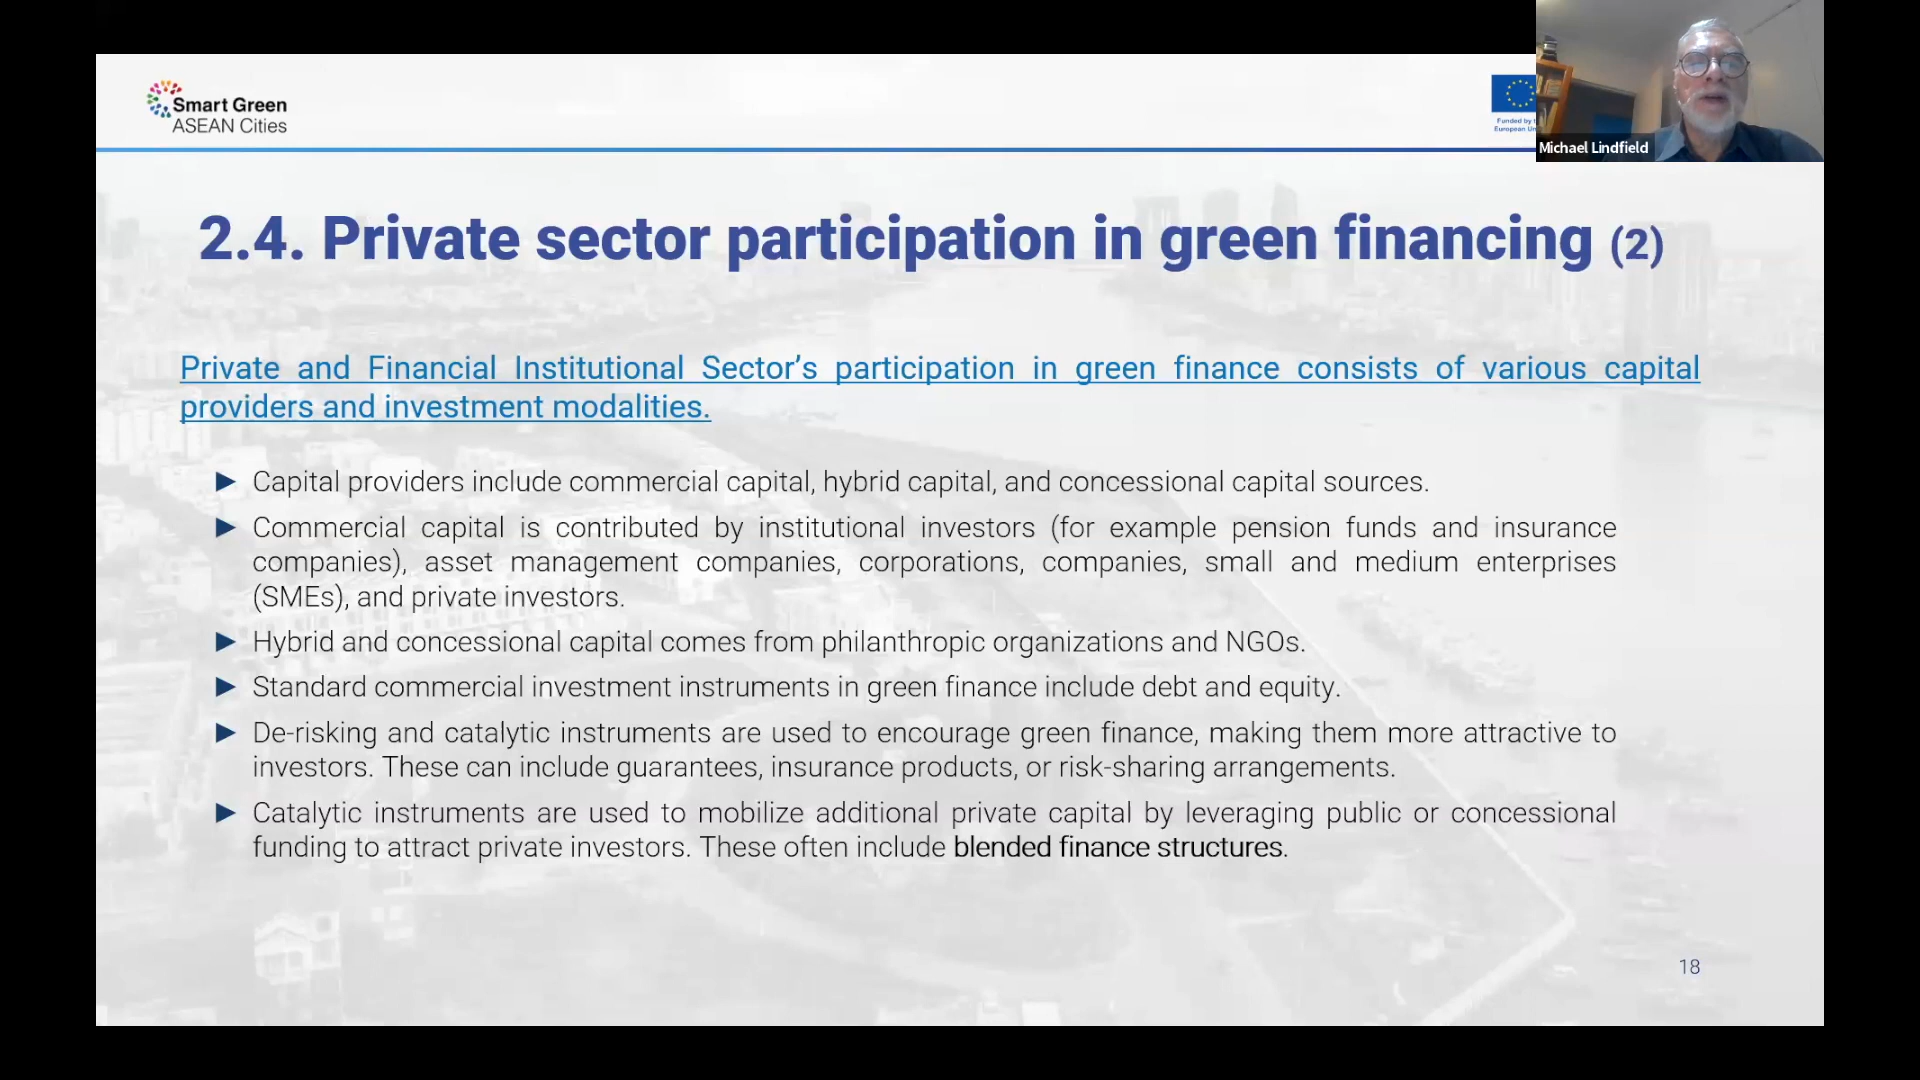 Smart Green
ASEAN Cities
Funded by
European
Michael Lindfield
2.4. Private sector participation in green financing (2)
Private and Financial Institutional Sector’s participation in green finance consists of various capital
providers and investment modalities.
► Capital providers include commercial capital, hybrid capital, and concessional capital sources.
► Commercial capital is contributed by institutional investors (for example pension funds and insurance
companies), asset management companies, corporations, companies, small and medium enterprises
(SMEs), and private investors.
► Hybrid and concessional capital comes from philanthropic organizations and NGOs.
► Standard commercial investment instruments in green finance include debt and equity.
► De-risking and catalytic instruments are used to encourage green finance, making them more attractive to
investors. These can include guarantees, insurance products, or risk-sharing arrangements.
► Catalytic instruments are used to mobilize additional private capital by leveraging public or concessional
funding to attract private investors. These often include blended finance structures.
18